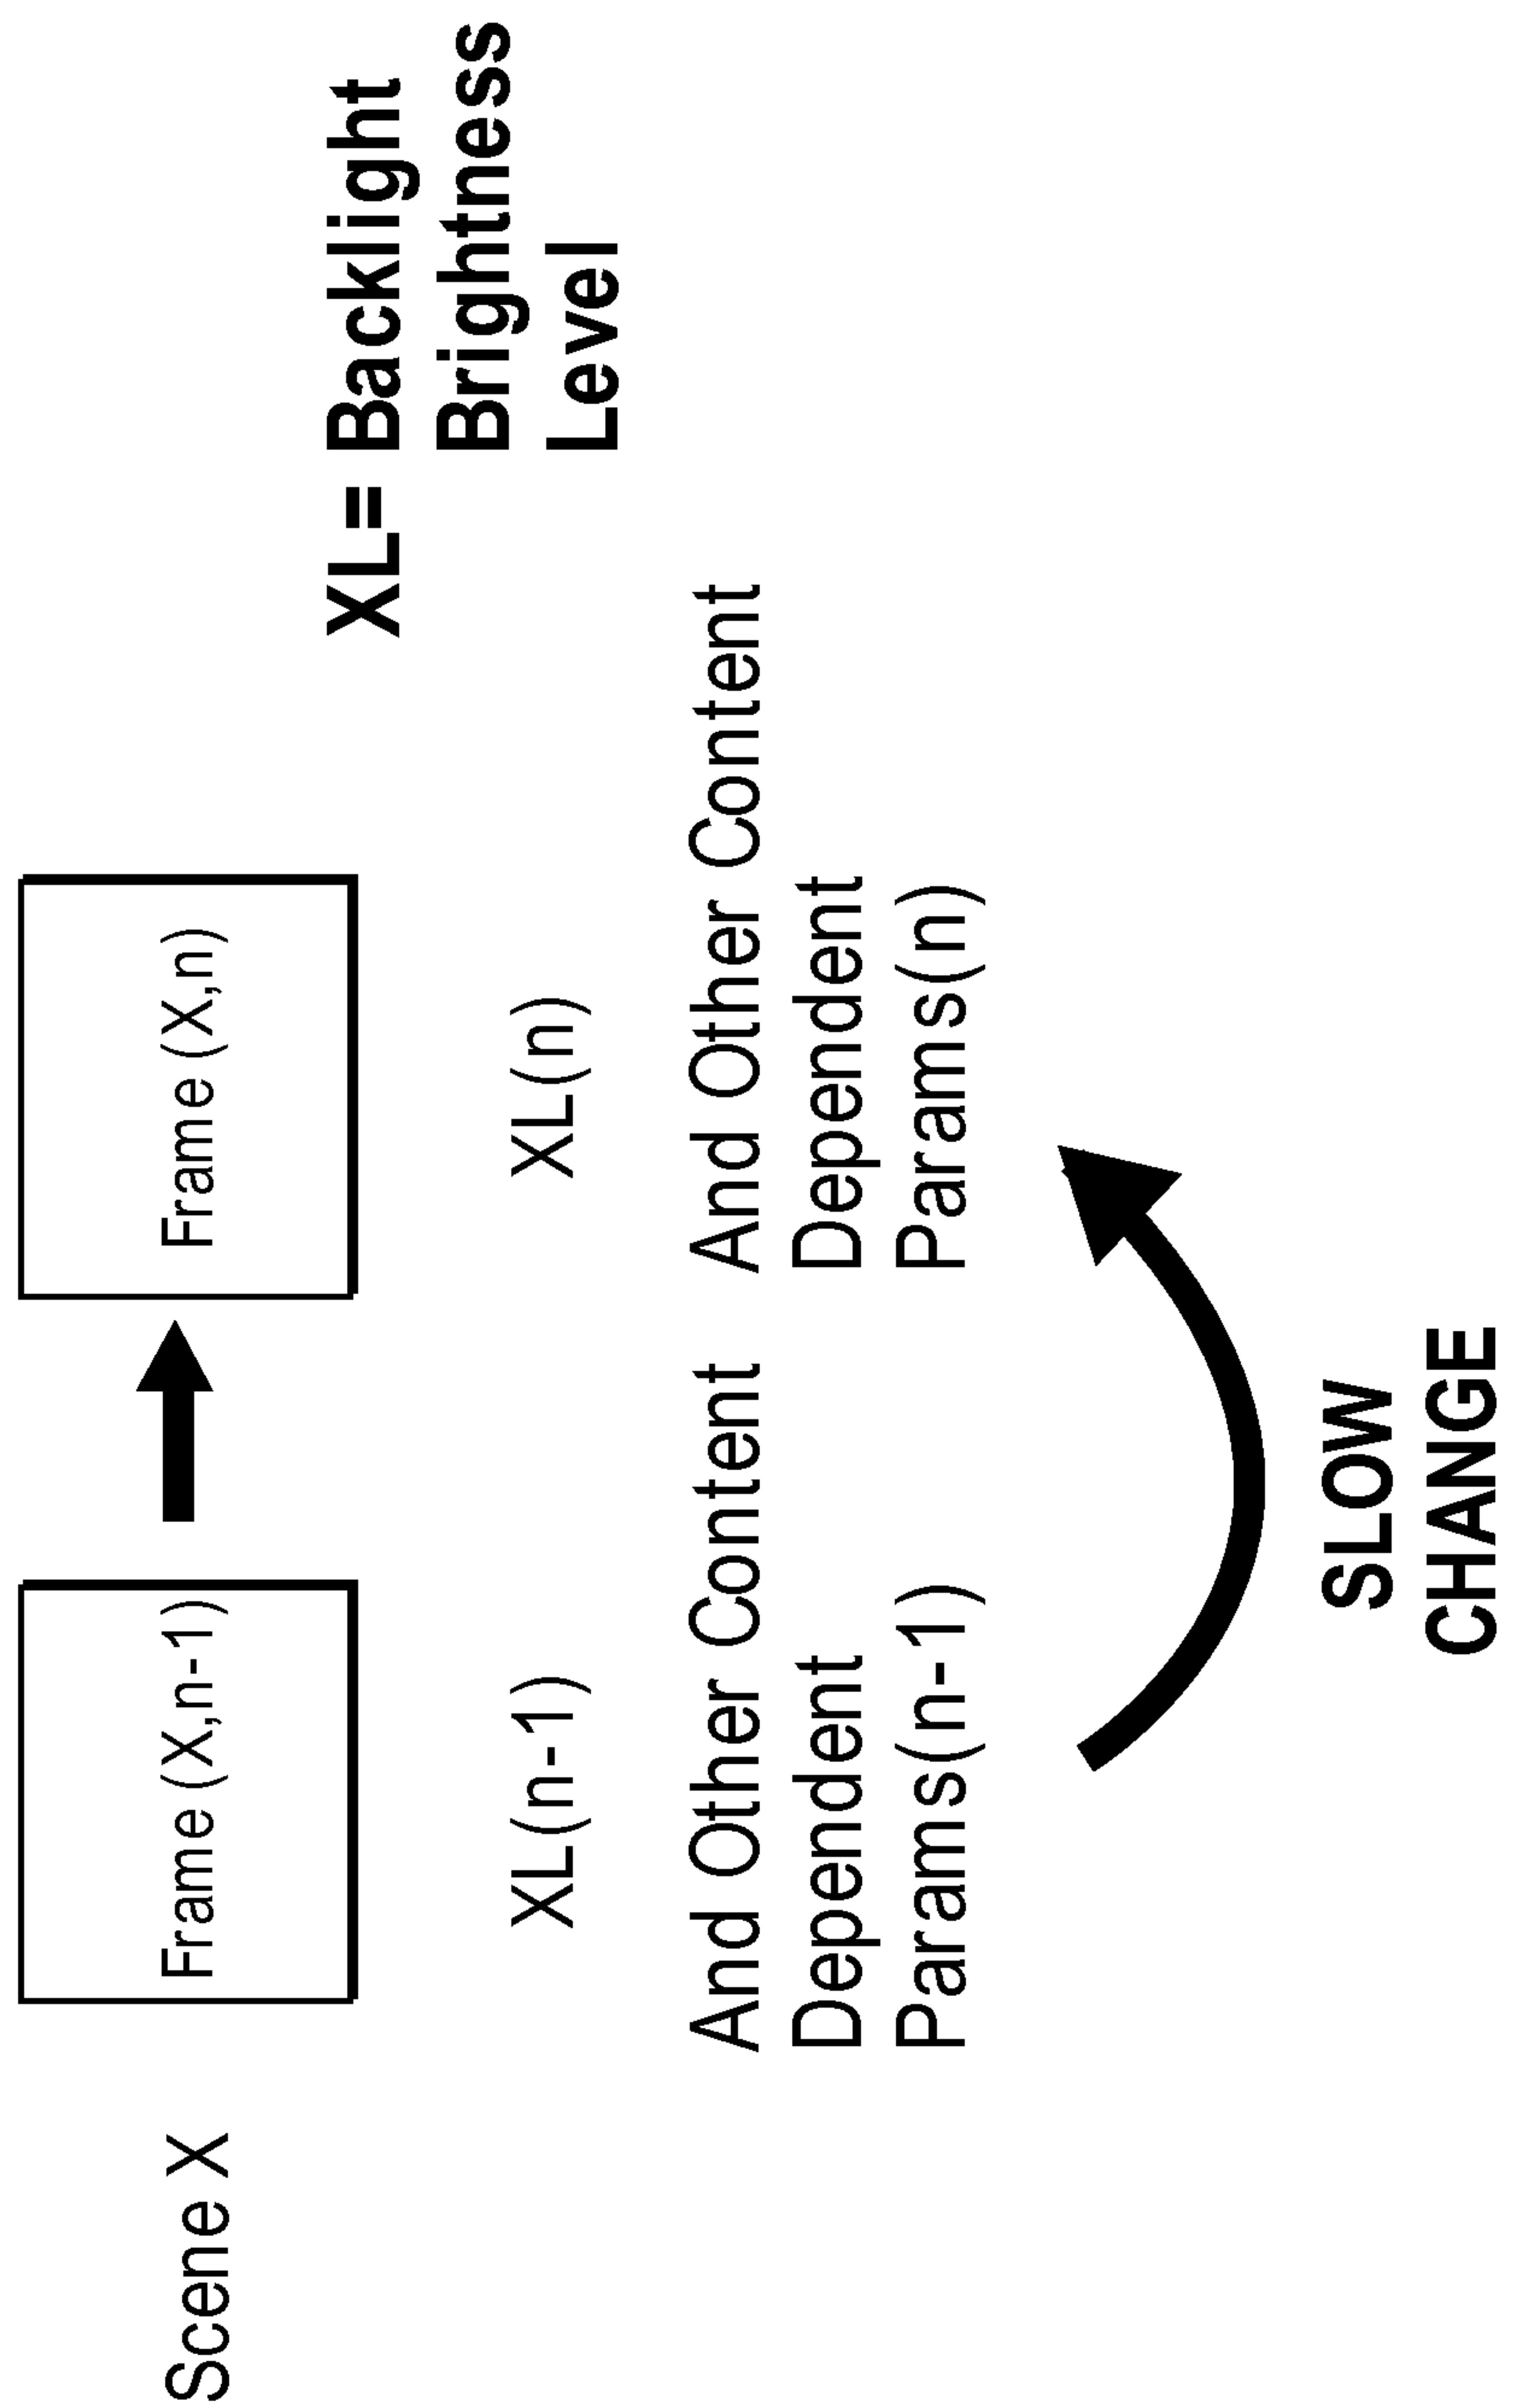 Scene X
Frame (X,n-1)
Frame (X,n)
XL= Backlight
Brightness
Level
XL(n-1)
XL(n)
And Other Content
Dependent
Params(n-1)
And Other Content
Dependent
Params(n)
SLOW
CHANGE